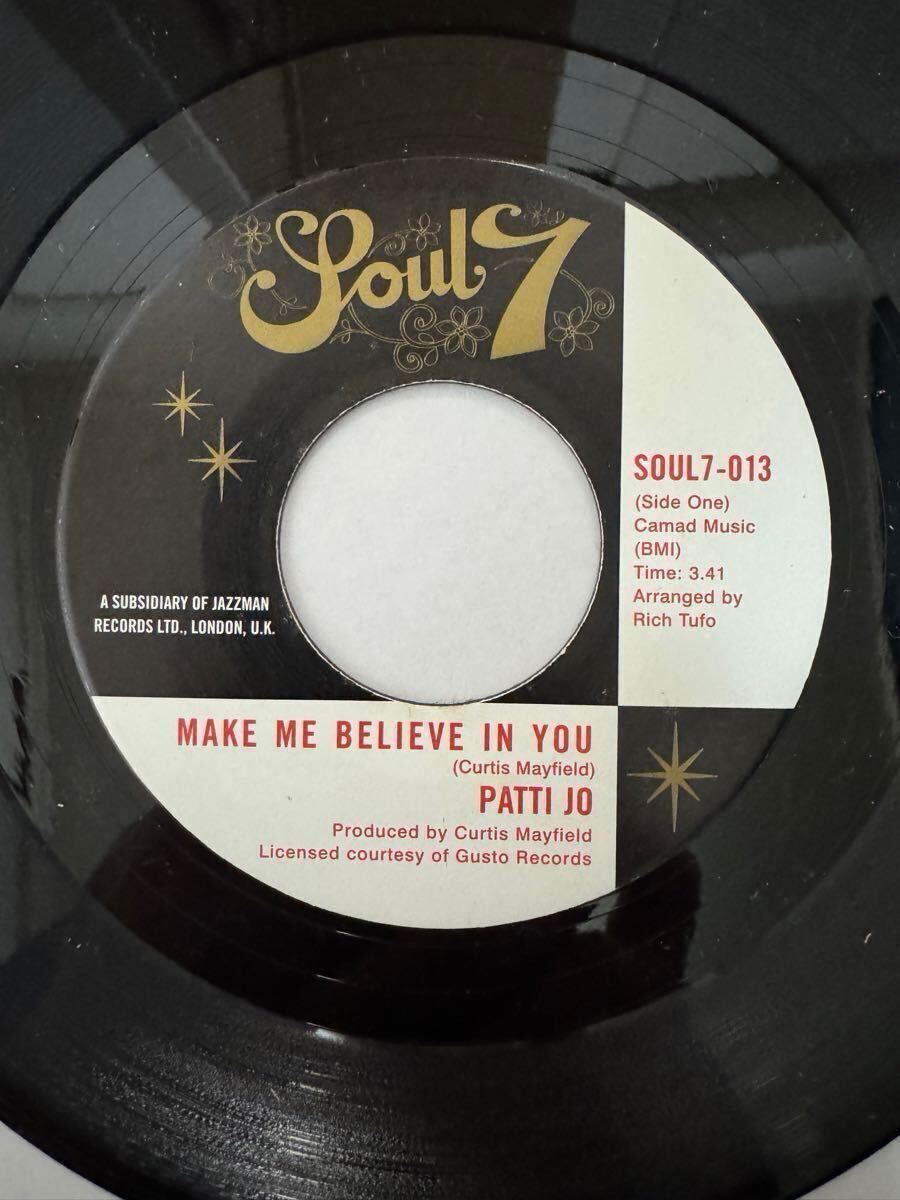 Soul 7
SOUL7-013
(Side One)
Camad Music
(BMI)
Time: 3.41
Arranged by
Rich Tufo
A SUBSIDIARY OF JAZZMAN
RECORDS LTD., LONDON, U.K.
MAKE ME BELIEVE IN YOU
(Curtis Mayfield)
PATTI JO
Produced by Curtis Mayfield
Licensed courtesy of Gusto Records